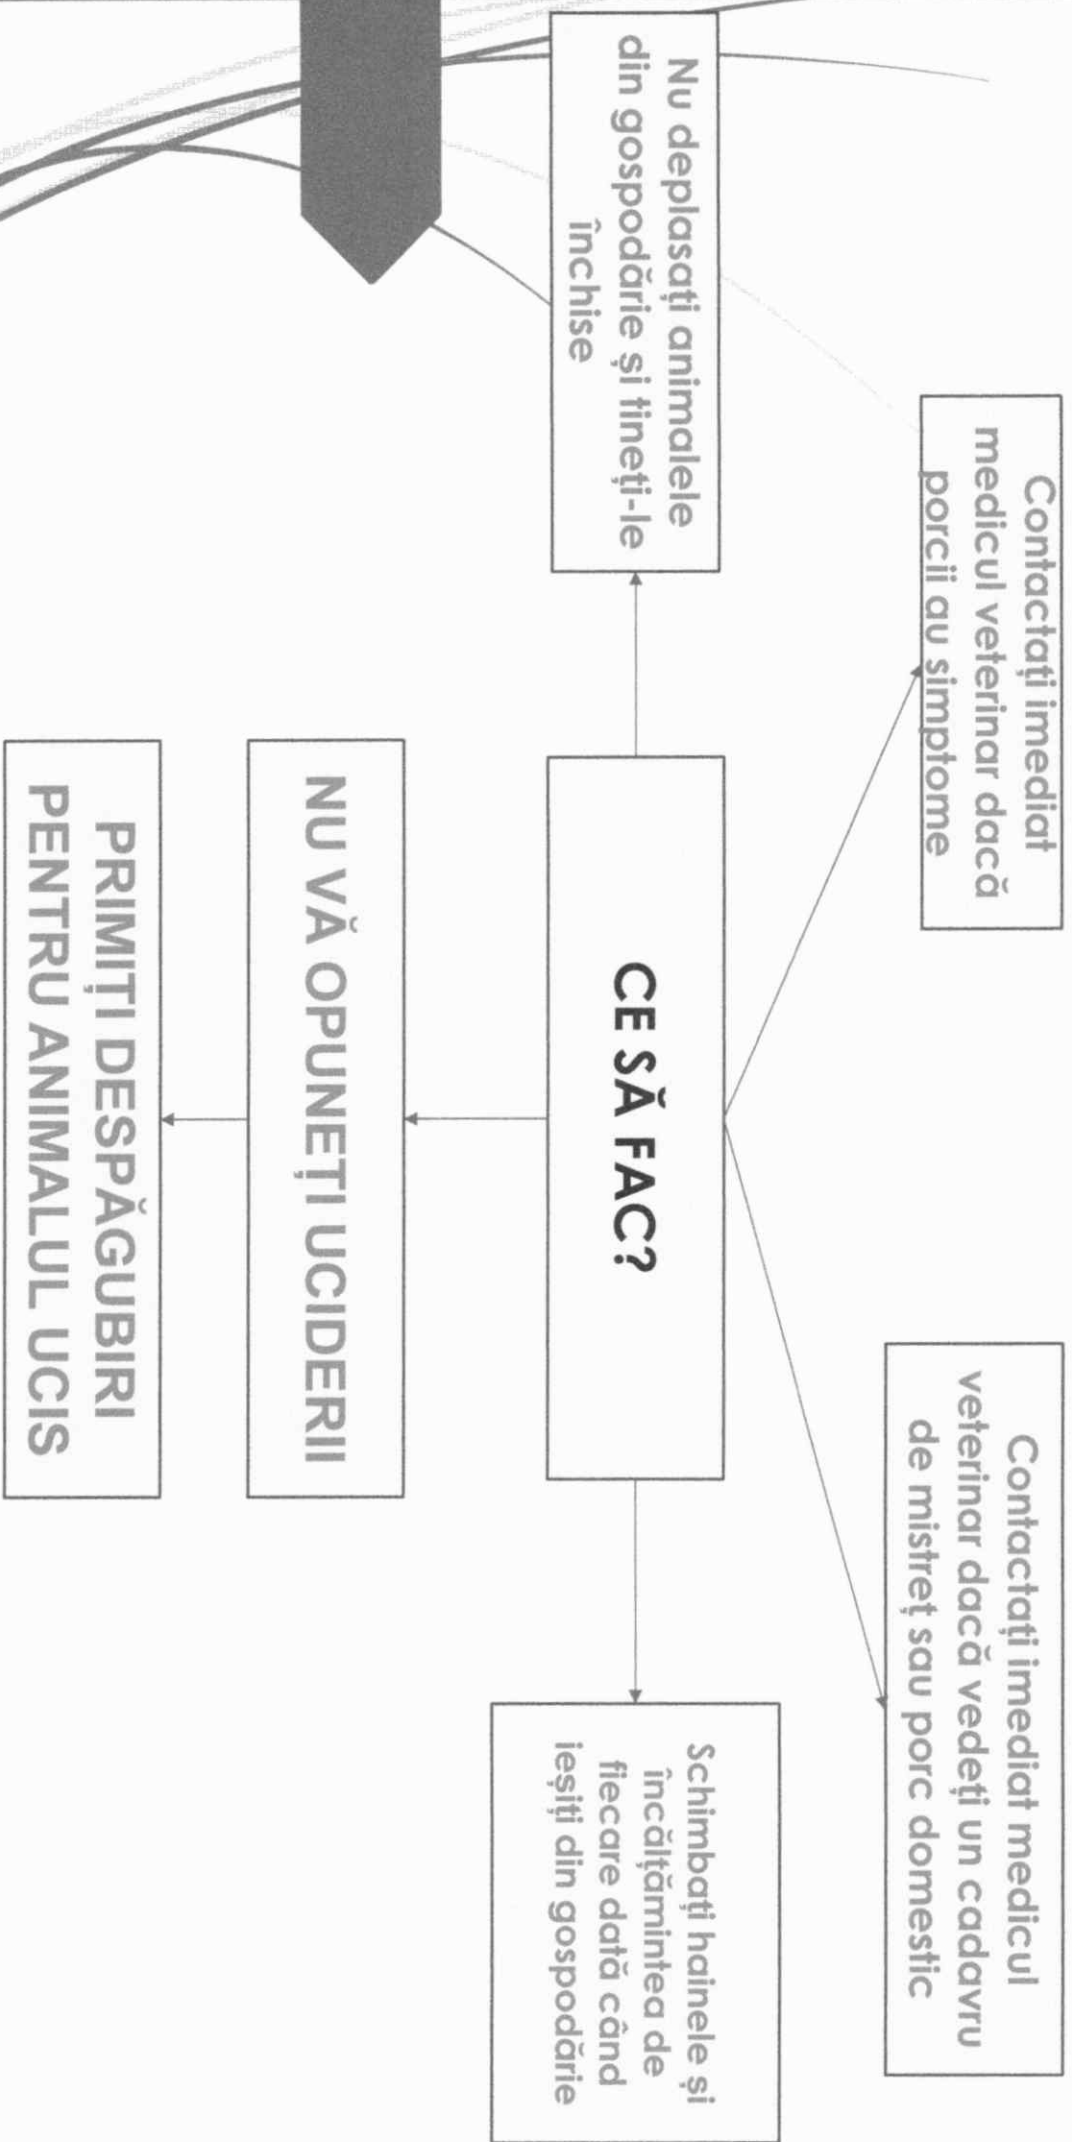 Contactați imediat
medicul veterinar dacă
porcii au simptome
Contactați imediat medicul
veterinar dacă vedeți un cadavru
de mistreț sau porc domestic
Nu deplasați animalele
din gospodărie și țineți-le
închise
CE SĂ FAC?
Schimbați hainele și
încălțămintea de
fiecare dată când
ieșiți din gospodărie
NU VĂ OPUNEȚI UCIDERII
PRIMIȚI DESPĂGUBIRI
PENTRU ANIMALUL UCIS